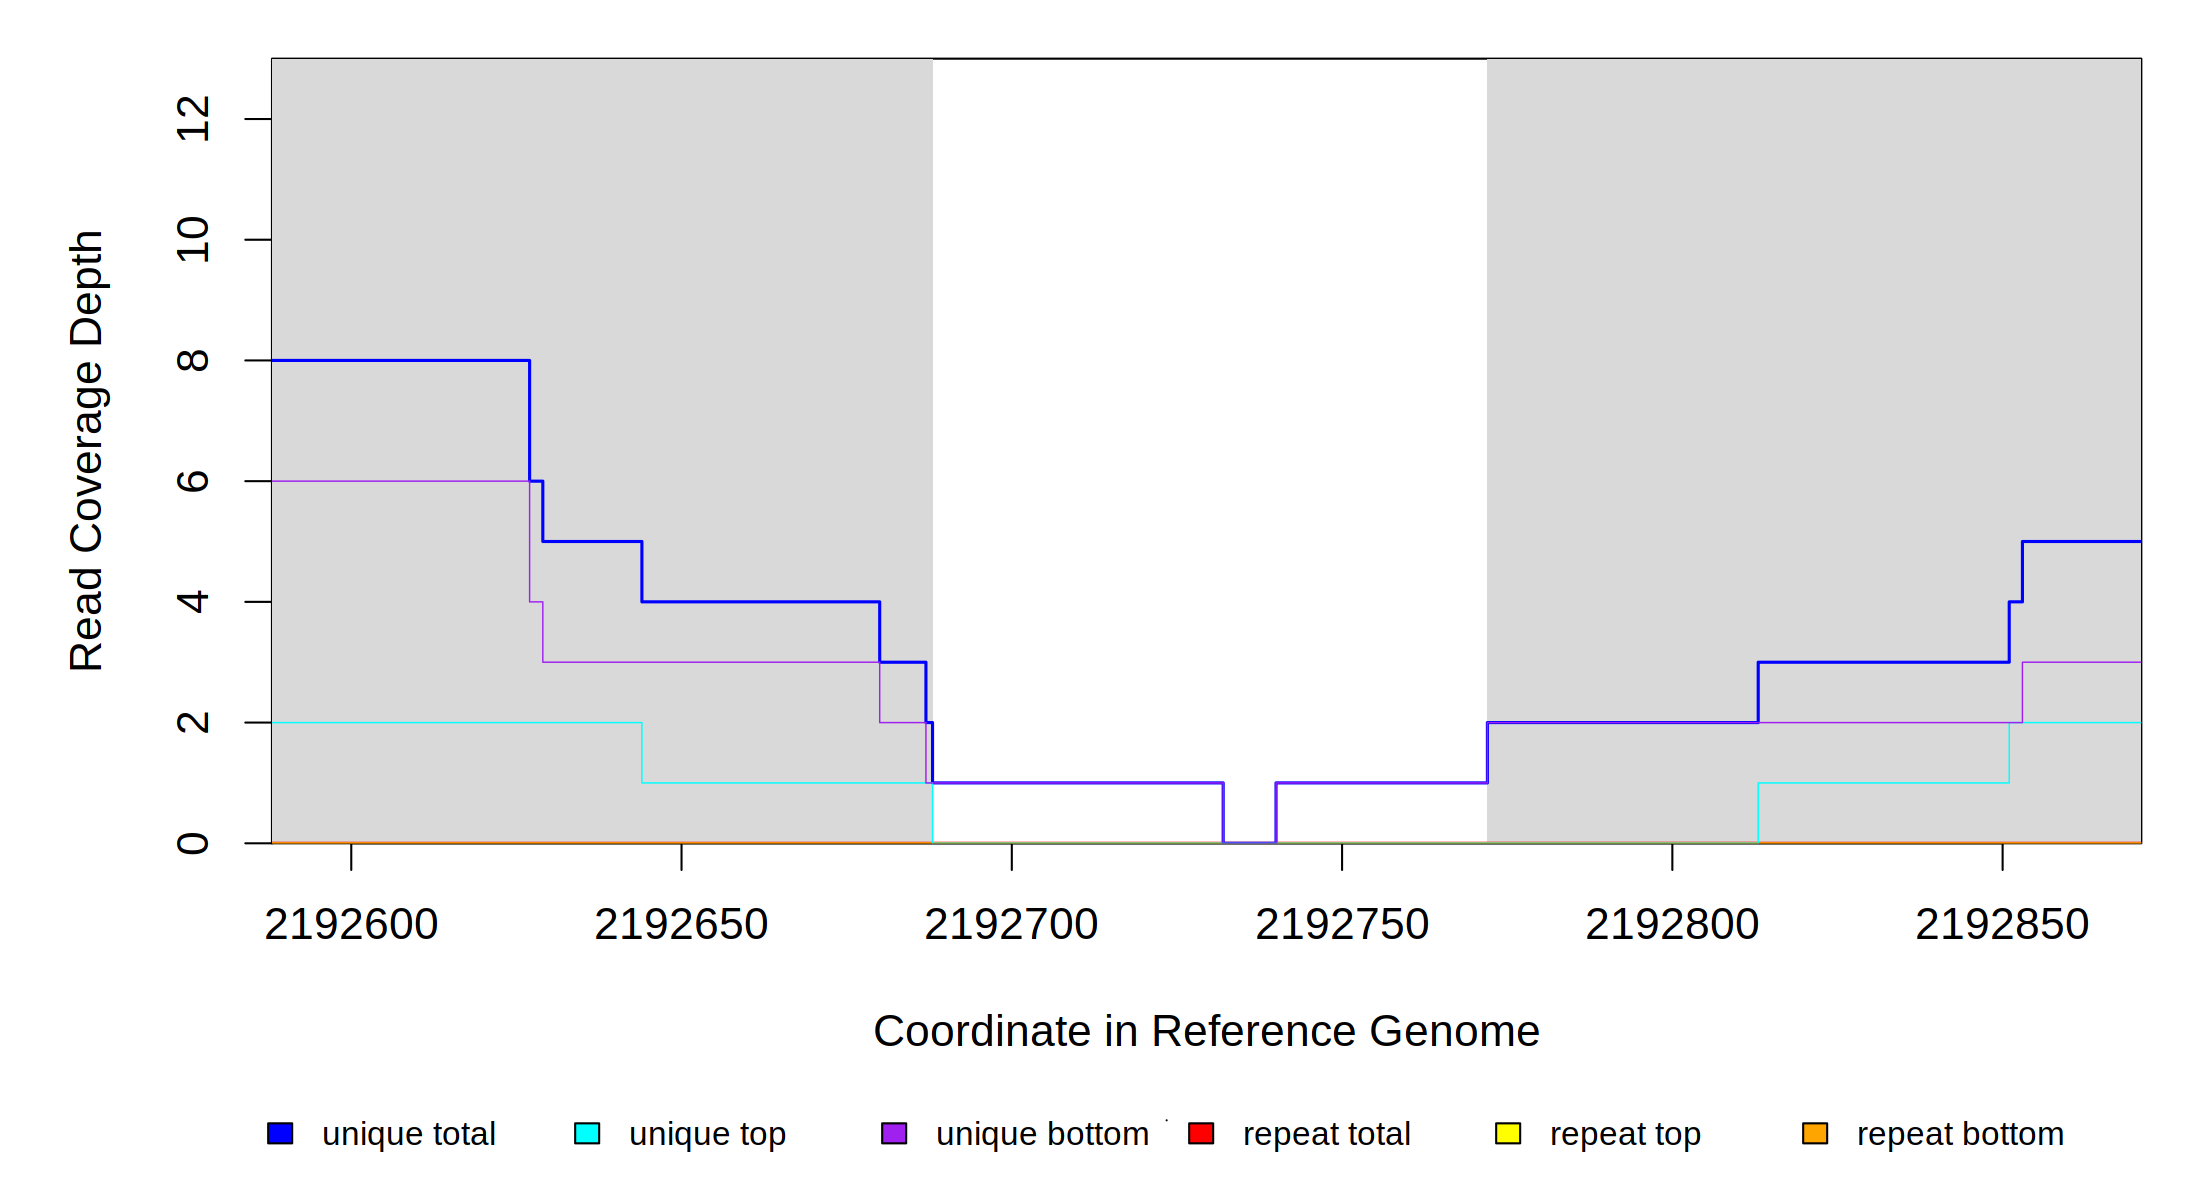 12
10
8
6
4
2
0
Read Coverage Depth
2192600 2192650 2192700 2192750 2192800 2192850
Coordinate in Reference Genome
unique total unique top unique bottom repeat total repeat top repeat bottom